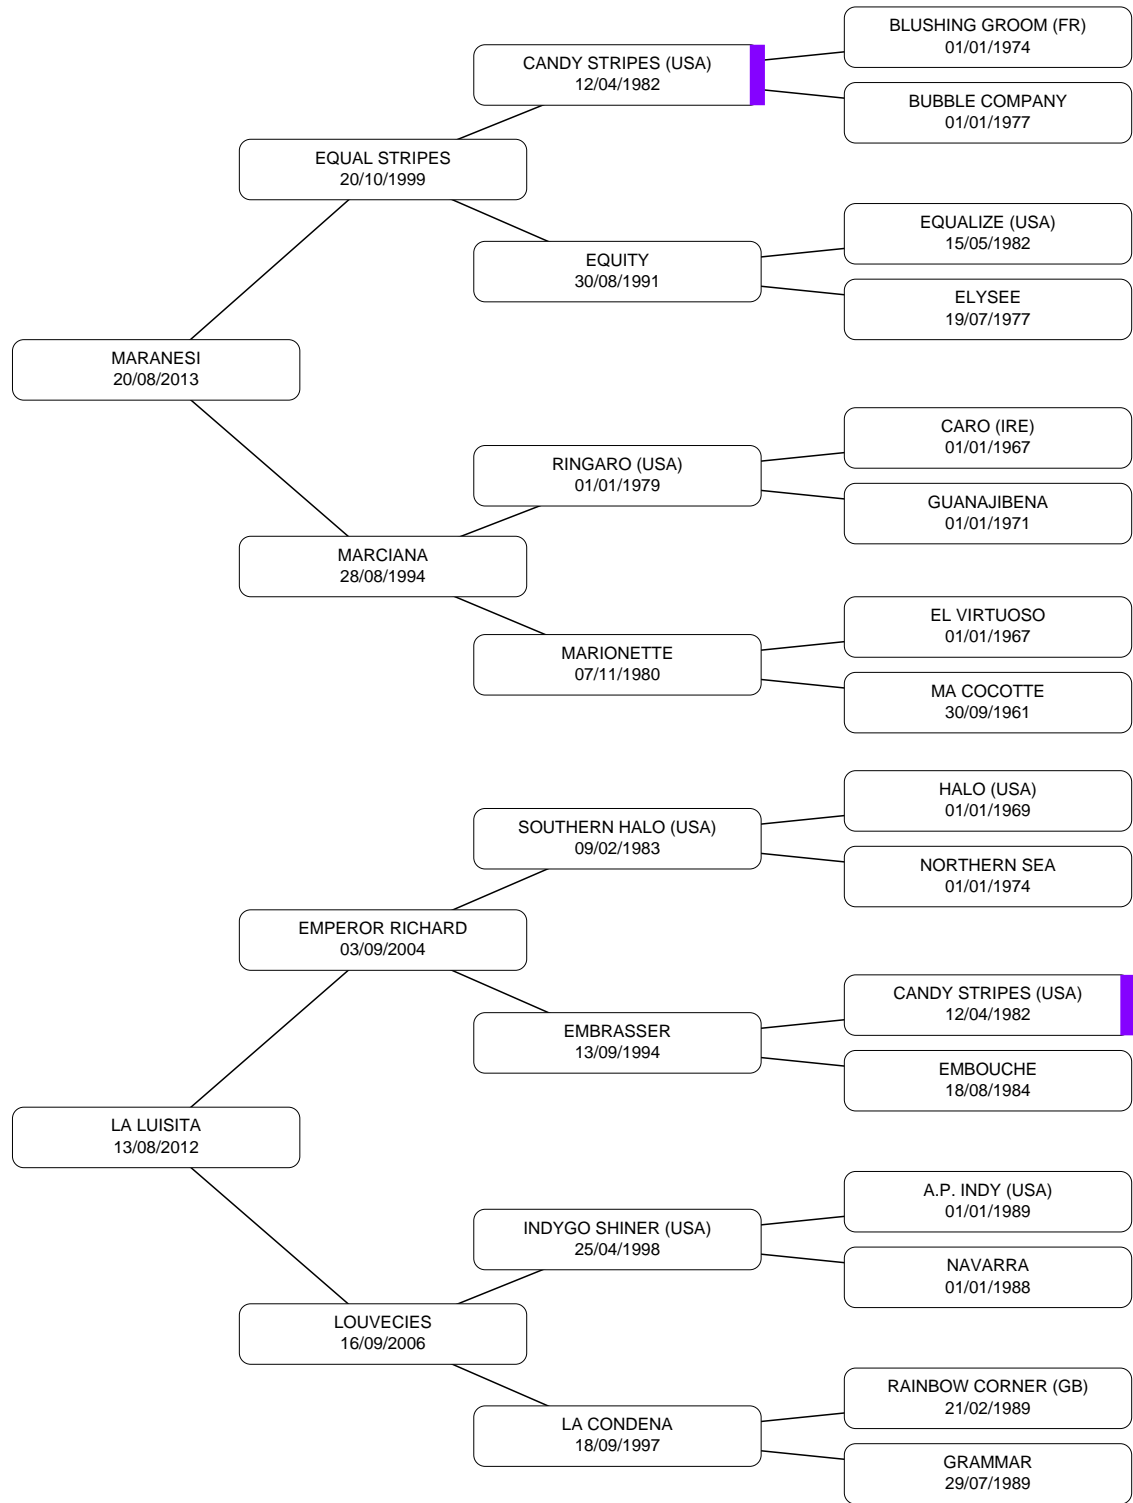 BLUSHING GROOM (FR)
01/01/1974
CANDY STRIPES (USA)
12/04/1982
BUBBLE COMPANY
01/01/1977
EQUAL STRIPES
20/10/1999
EQUALIZE (USA)
15/05/1982
EQUITY
30/08/1991
ELYSEE
19/07/1977
MARANESI
20/08/2013
CARO (IRE)
01/01/1967
RINGARO (USA)
01/01/1979
GUANAJIBENA
01/01/1971
MARCIANA
28/08/1994
EL VIRTUOSO
01/01/1967
MARIONETTE
07/11/1980
MA COCOTTE
30/09/1961
HALO (USA)
01/01/1969
SOUTHERN HALO (USA)
09/02/1983
NORTHERN SEA
01/01/1974
EMPEROR RICHARD
03/09/2004
CANDY STRIPES (USA)
12/04/1982
EMBRASSER
13/09/1994
EMBOUCHE
18/08/1984
LA LUISITA
13/08/2012
A.P. INDY (USA)
01/01/1989
INDYGO SHINER (USA)
25/04/1998
NAVARRA
01/01/1988
LOUVECIES
16/09/2006
RAINBOW CORNER (GB)
21/02/1989
LA CONDENA
18/09/1997
GRAMMAR
29/07/1989